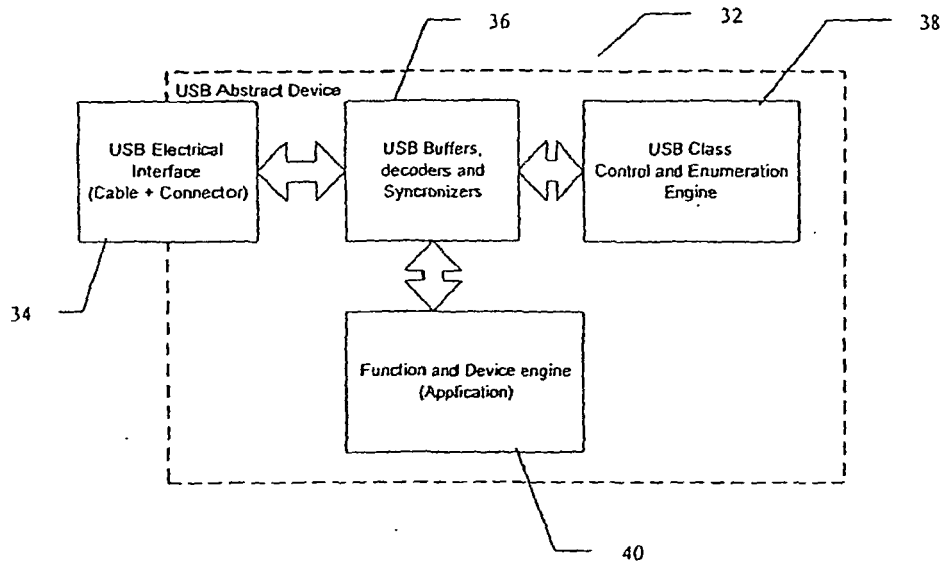 36
32
38
USB Abstract Device
USB Electrical
Interface
(Cable + Connector)
USB Buffers,
decoders and
Syncronizers
USB Class
Control and Enumeration
Engine
34
Function and Device engine
(Application)
40